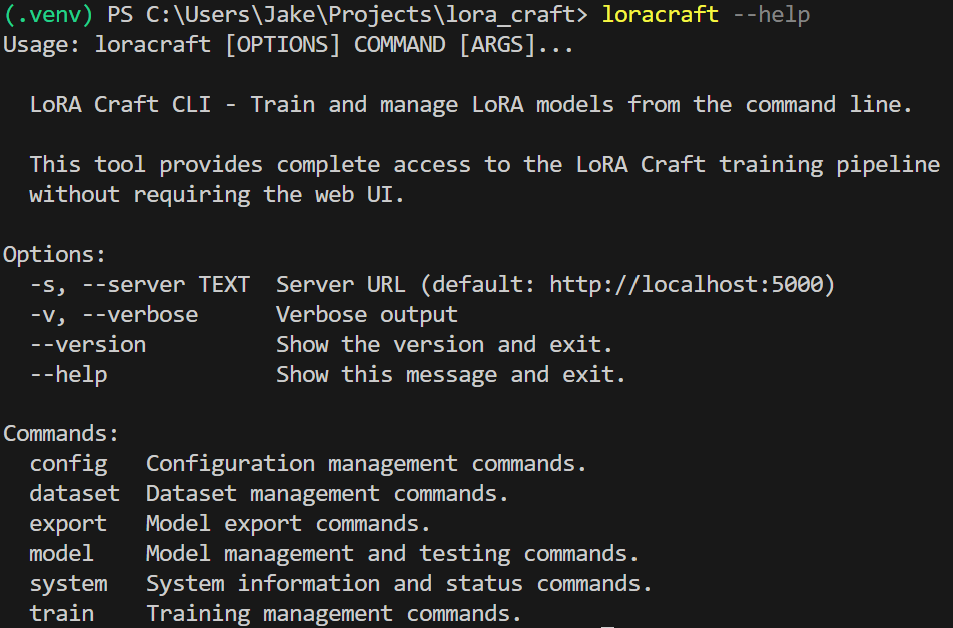 (.venv) PS C:\Users\Jake\Projects\lora_craft> loracraft --help
Usage: loracraft [OPTIONS] COMMAND [ARGS]...
LoRA Craft CLI - Train and manage LoRA models from the command line.
This tool provides complete access to the LoRA Craft training pipeline
without requiring the web UI.
Options:
-s, --server TEXT  Server URL (default: http://localhost:5000)
-v, --verbose      Verbose output
--version          Show the version and exit.
--help             Show this message and exit.
Commands:
config   Configuration management commands.
dataset  Dataset management commands.
export   Model export commands.
model    Model management and testing commands.
system   System information and status commands.
train    Training management commands.